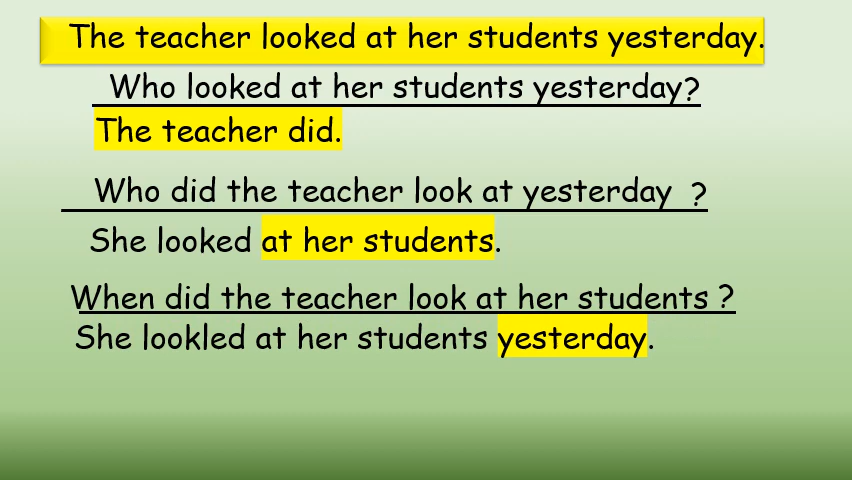 The teacher looked at her students yesterday.
Who looked at her students yesterday?
The teacher did.
Who did the teacher look at yesterday ?
She looked at her students.
When did the teacher look at her students ?
She lookled at her students yesterday.